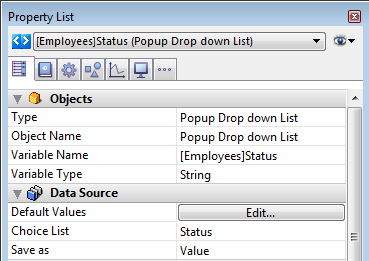 Property List
[Employees]Status (Popup Drop down List)
Objects
Type Popup Drop down List
Object Name Popup Drop down List
Variable Name [Employees]Status
Variable Type String
Data Source
Default Values Edit...
Choice List Status
Save as Value